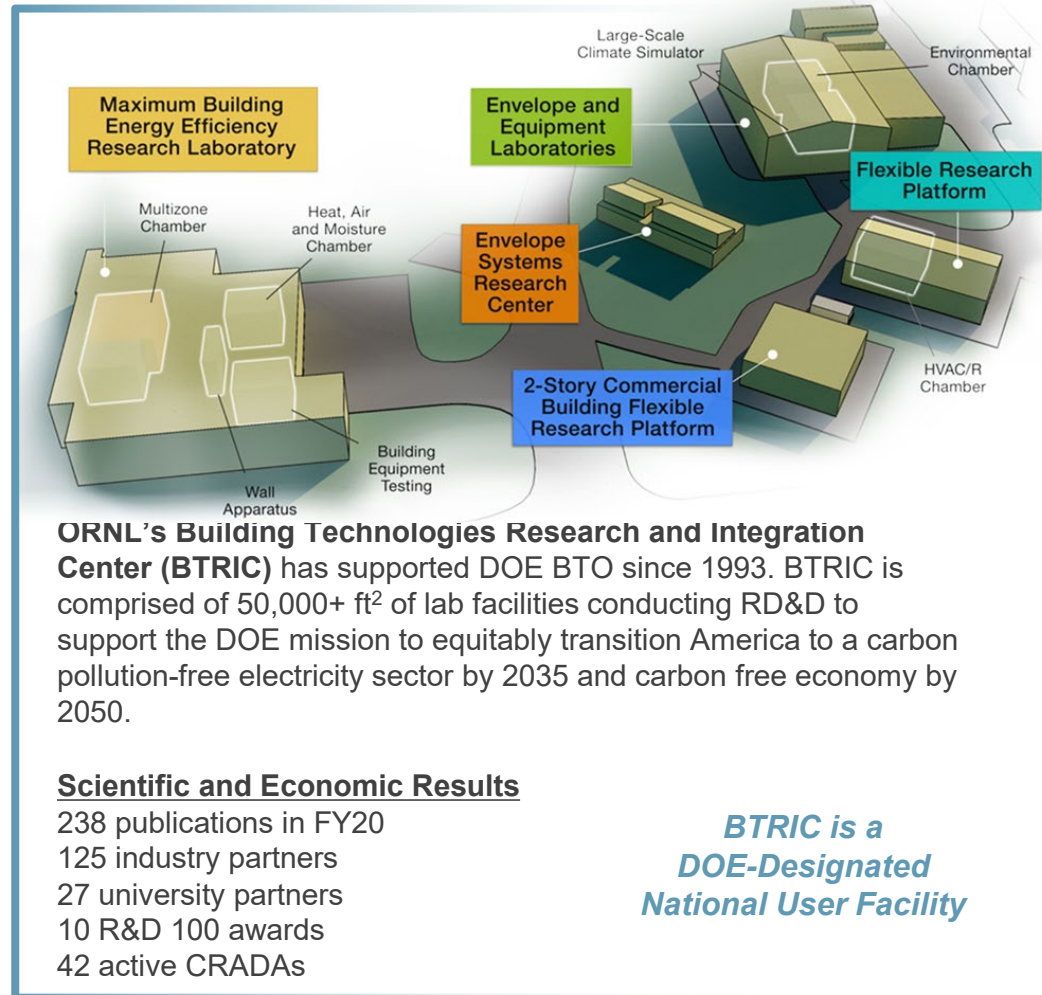 Large-Scale
Climate Simulator
Environmental
Chamber
Maximum Building
Energy Efficiency
Research Laboratory
Envelope and
Equipment
Laboratories
Flexible Research
Platform
Multizone
Chamber
Heat, Air
and Moisture
Chamber
Envelope
Systems
Research
Center
HVAC/R
Chamber
2-Story Commercial
Building Flexible
Research Platform
Building
Equipment
Testing
Wall
Apparatus
ORNL's Building Technologies Research and Integration
Center (BTRIC) has supported DOE BTO since 1993. BTRIC is
comprised of 50,000+ ft² of lab facilities conducting RD&D to
support the DOE mission to equitably transition America to a carbon
pollution-free electricity sector by 2035 and carbon free economy by
2050.
Scientific and Economic Results
238 publications in FY20
125 industry partners
27 university partners
10 R&D 100 awards
42 active CRADAs
BTRIC is a
DOE-Designated
National User Facility